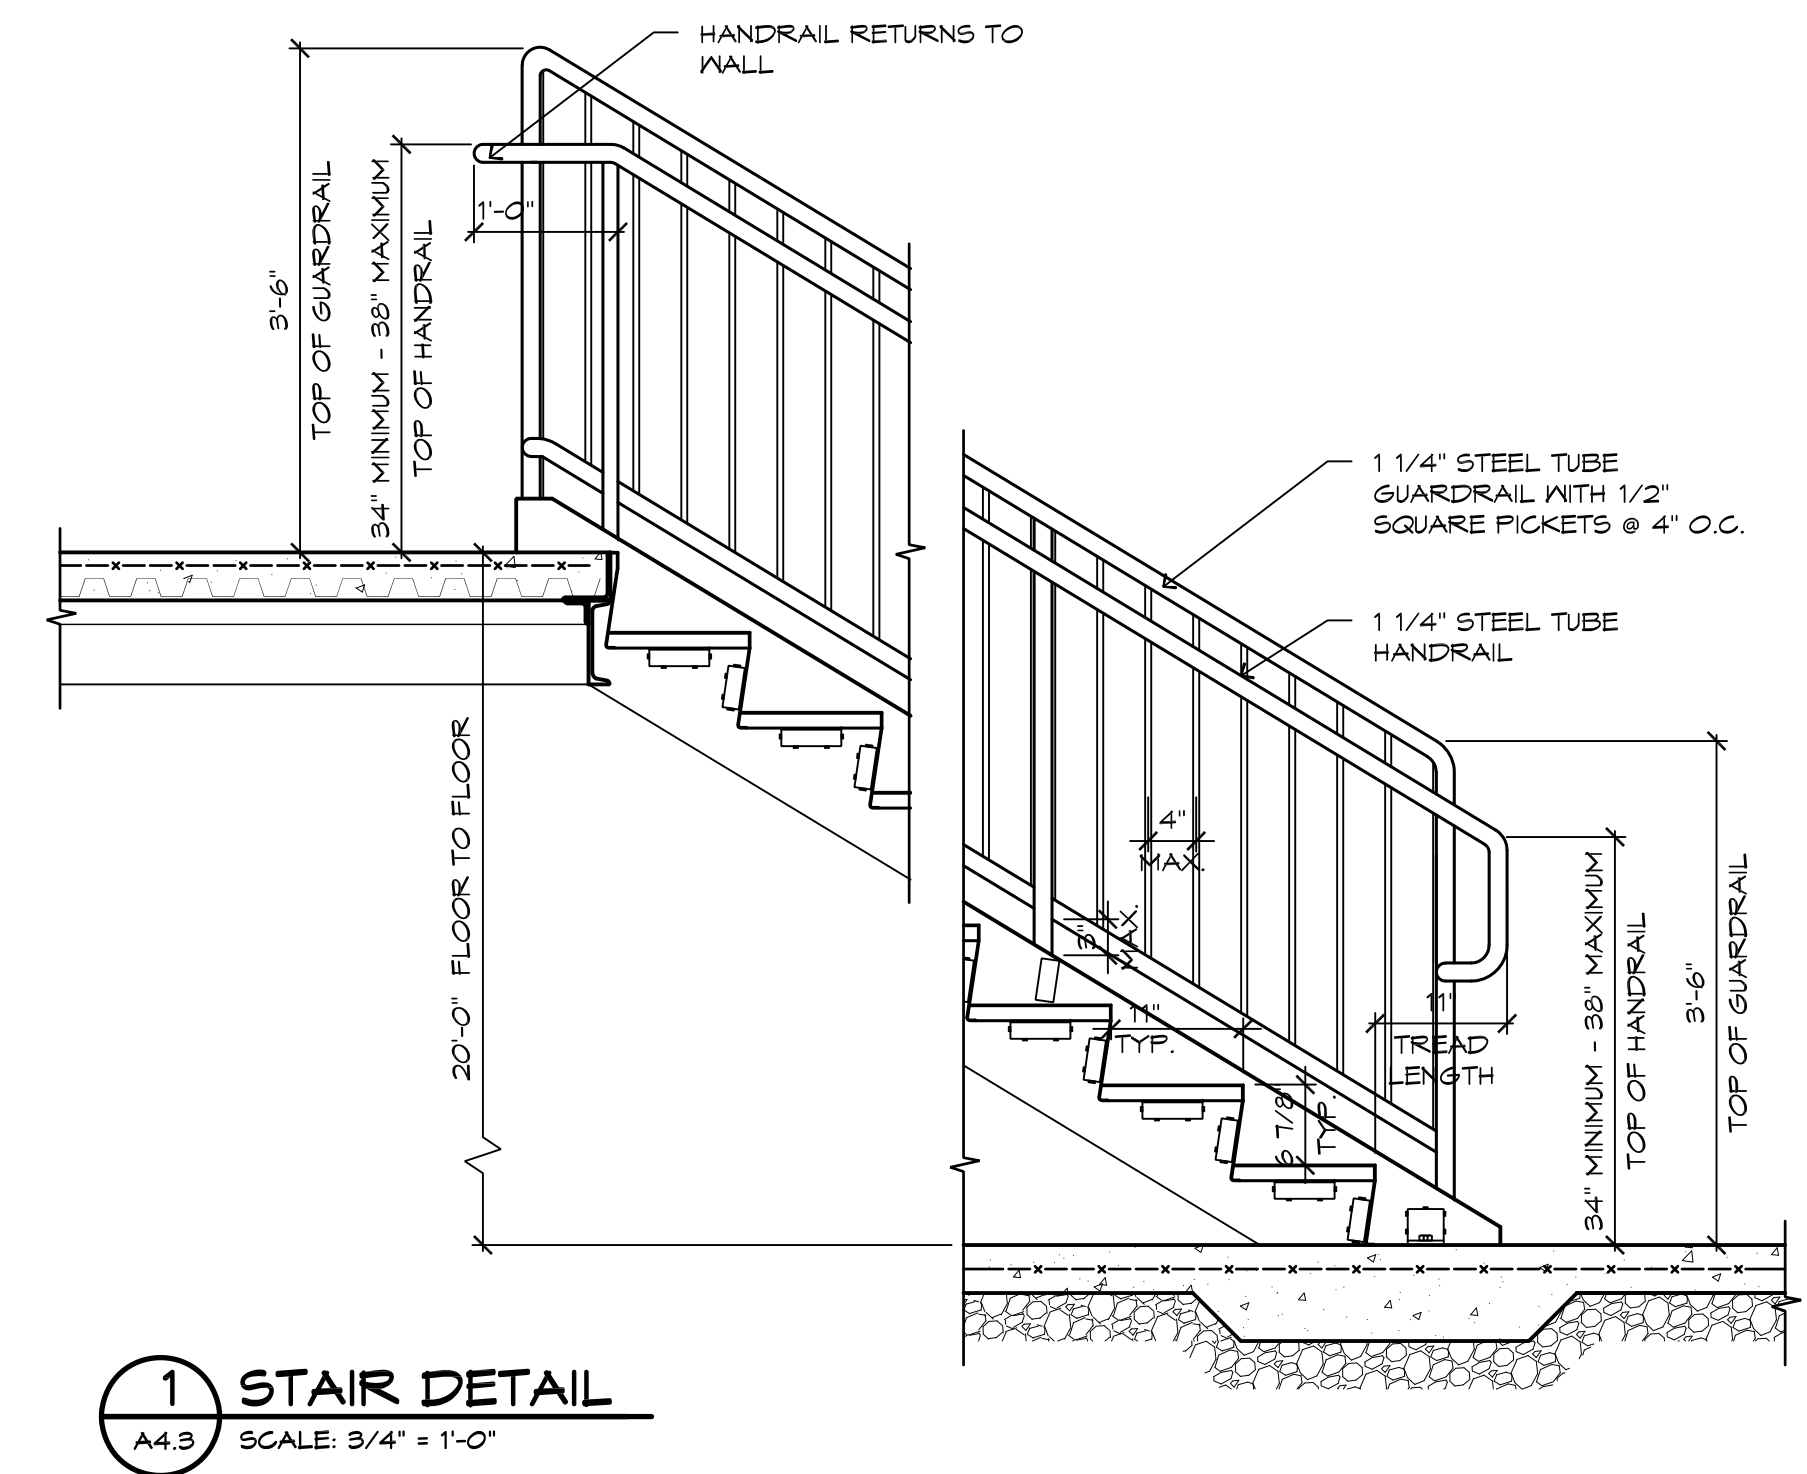 HANDRAIL RETURNS TO
WALL
3'-6"
TOP OF GUARDRAIL
34" MINIMUM - 38" MAXIMUM
TOP OF HANDRAIL
1'-0"
20'-0" FLOOR TO FLOOR
1 1/4" STEEL TUBE
GUARDRAIL WITH 1/2"
SQUARE PICKETS @ 4" O.C.
1 1/4" STEEL TUBE
HANDRAIL
4"
MAX.
3"
MAX.
11"
TYP.
6 7/8"
TYP.
11"
TREAD
LENGTH
34" MINIMUM - 38" MAXIMUM
TOP OF HANDRAIL
3'-6"
TOP OF GUARDRAIL
1
STAIR DETAIL
A4.3
SCALE: 3/4" = 1'-0"